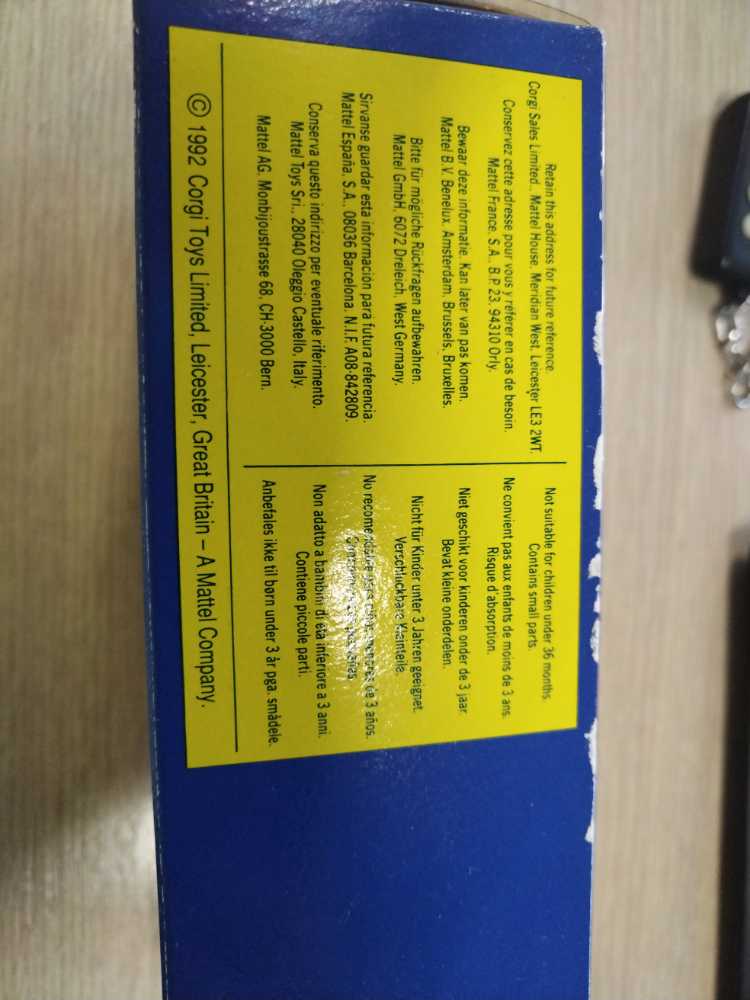 Retain this address for future reference.
Corgi Sales Limited., Mattel House, Meridian West, Leicester LE3 2WT.
Conservez cette adresse pour vous y référer en cas de besoin.
Mattel France. S.A., B.P. 23, 94310 Orly.
Bewaar deze informatie. Kan later van pas komen.
Mattel B.V. Benelux. Amsterdam. Brussels. Bruxelles.
Bitte für mögliche Rückfragen aufbewahren.
Mattel GmbH, 6072 Dreleich, West Germany.
Sirvanse guardar esta información para futura referencia.
Mattel España, S.A., 08036 Barcelona. N.I.F. A08-842809.
Conserva questo indirizzo per eventuale riferimento.
Mattel Toys Srl., 28040 Oleggio Castello, Italy.
Mattel AG, Monbijoustrasse 68, CH-3000 Bern.
Not suitable for children under 36 months.
Contains small parts.
Ne convient pas aux enfants de moins de 3 ans.
Risque d'absorption.
Niet geschikt voor kinderen onder de 3 jaar.
Bevat kleine onderdelen.
Nicht für Kinder unter 3 Jahren geeignet.
Verschluckbare Kleinteile
No de 3 años.
Non adatto a bambini di età inferiore a 3 anni.
Contiene piccole parti.
Anbefales ikke til børn under 3 år pga. smådele.
© 1992 Corgi Toys Limited, Leicester, Great Britain – A Mattel Company.